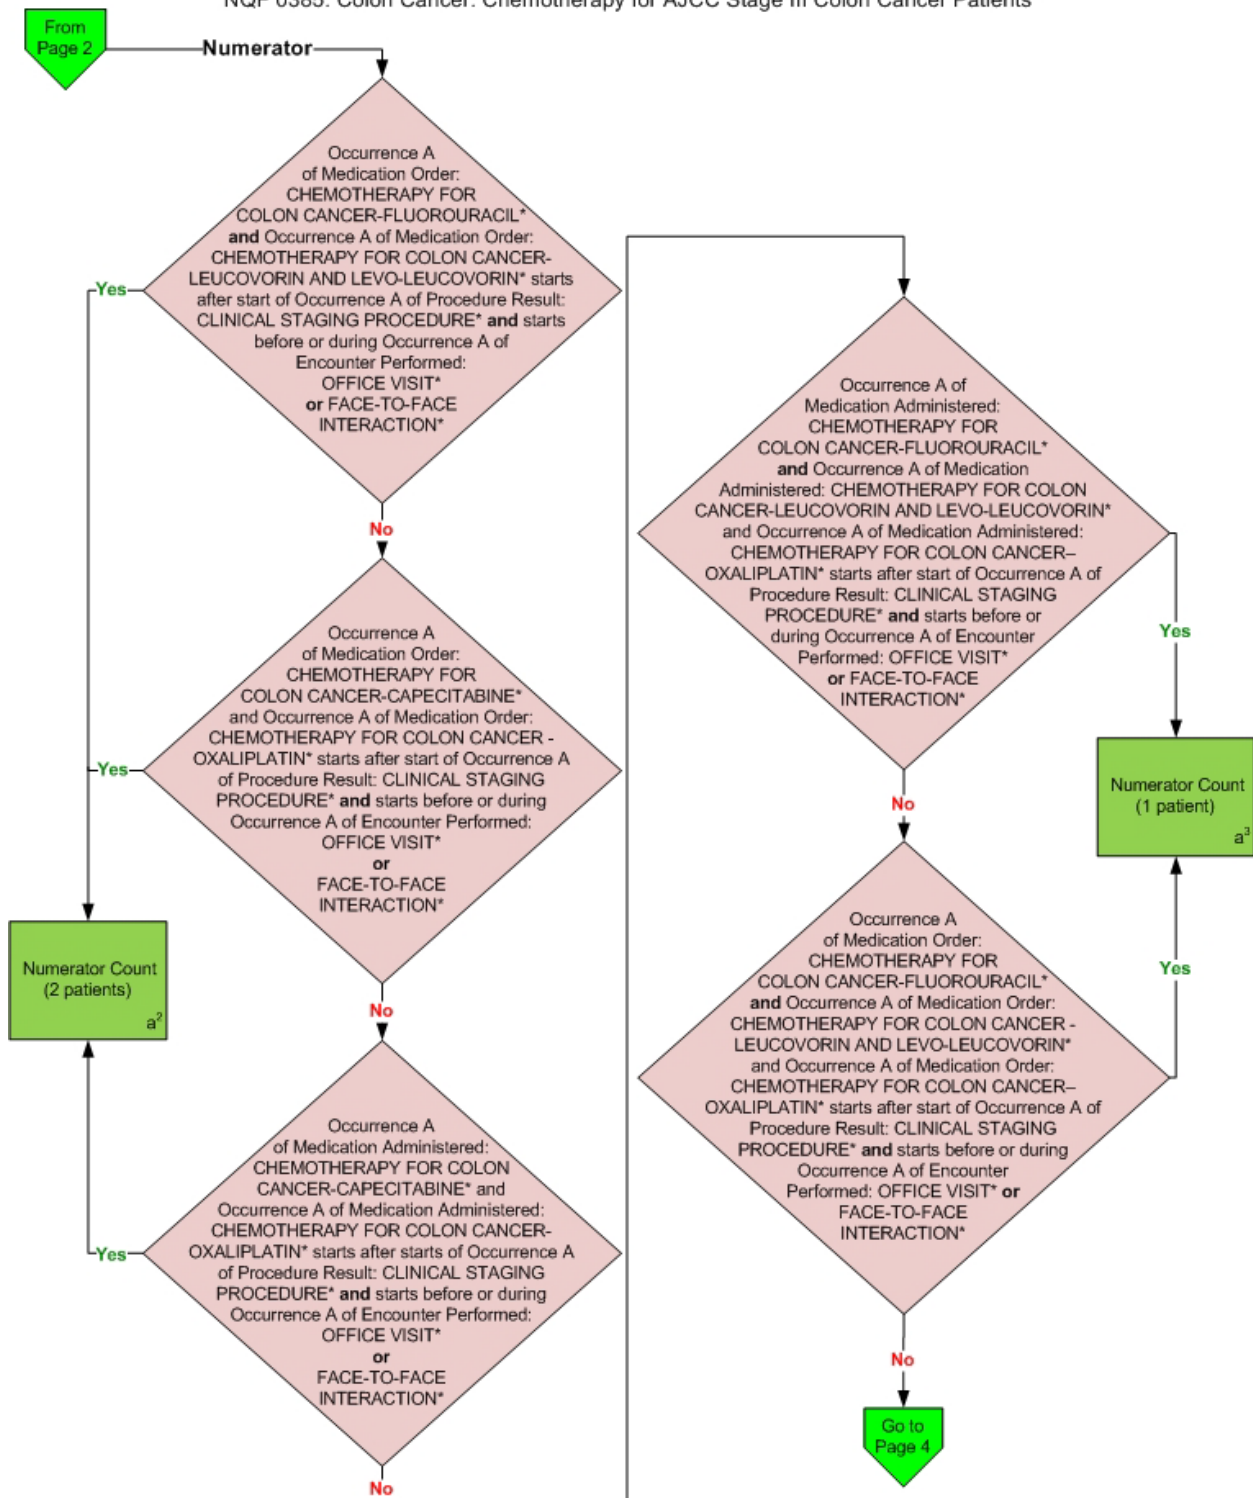 NQF 0385: Colon Cancer: Chemotherapy for AJCC Stage III Colon Cancer Patients
From
Page 2
Numerator
Occurrence A
of Medication Order:
CHEMOTHERAPY FOR
COLON CANCER-FLUOROURACIL*
and Occurrence A of Medication Order:
CHEMOTHERAPY FOR COLON CANCER-
LEUCOVORIN AND LEVO-LEUCOVORIN* starts
after start of Occurrence A of Procedure Result:
CLINICAL STAGING PROCEDURE* and starts
before or during Occurrence A of
Encounter Performed:
OFFICE VISIT*
or FACE-TO-FACE
INTERACTION*
Yes
No
Occurrence A
of Medication Order:
CHEMOTHERAPY FOR
COLON CANCER-CAPECITABINE*
and Occurrence A of Medication Order:
CHEMOTHERAPY FOR COLON CANCER -
OXALIPLATIN* starts after start of Occurrence A
of Procedure Result: CLINICAL STAGING
PROCEDURE* and starts before or during
Occurrence A of Encounter Performed:
OFFICE VISIT*
or
FACE-TO-FACE
INTERACTION*
Yes
Numerator Count
(2 patients)
a²
No
Occurrence A
of Medication Administered:
CHEMOTHERAPY FOR COLON
CANCER-CAPECITABINE* and
Occurrence A of Medication Administered:
CHEMOTHERAPY FOR COLON CANCER-
OXALIPLATIN* starts after starts of Occurrence A
of Procedure Result: CLINICAL STAGING
PROCEDURE* and starts before or during
Occurrence A of Encounter Performed:
OFFICE VISIT*
or
FACE-TO-FACE
INTERACTION*
Yes
No
Occurrence A of
Medication Administered:
CHEMOTHERAPY FOR
COLON CANCER-FLUOROURACIL*
and Occurrence A of Medication
Administered: CHEMOTHERAPY FOR COLON
CANCER-LEUCOVORIN AND LEVO-LEUCOVORIN*
and Occurrence A of Medication Administered:
CHEMOTHERAPY FOR COLON CANCER–
OXALIPLATIN* starts after start of Occurrence A of
Procedure Result: CLINICAL STAGING
PROCEDURE* and starts before or
during Occurrence A of Encounter
Performed: OFFICE VISIT*
or FACE-TO-FACE
INTERACTION*
Yes
Numerator Count
(1 patient)
a³
No
Occurrence A
of Medication Order:
CHEMOTHERAPY FOR
COLON CANCER-FLUOROURACIL*
and Occurrence A of Medication Order:
CHEMOTHERAPY FOR COLON CANCER -
LEUCOVORIN AND LEVO-LEUCOVORIN*
and Occurrence A of Medication Order:
CHEMOTHERAPY FOR COLON CANCER–
OXALIPLATIN* starts after start of Occurrence A of
Procedure Result: CLINICAL STAGING
PROCEDURE* and starts before or during
Occurrence A of Encounter
Performed: OFFICE VISIT* or
FACE-TO-FACE
INTERACTION*
Yes
No
Go to
Page 4